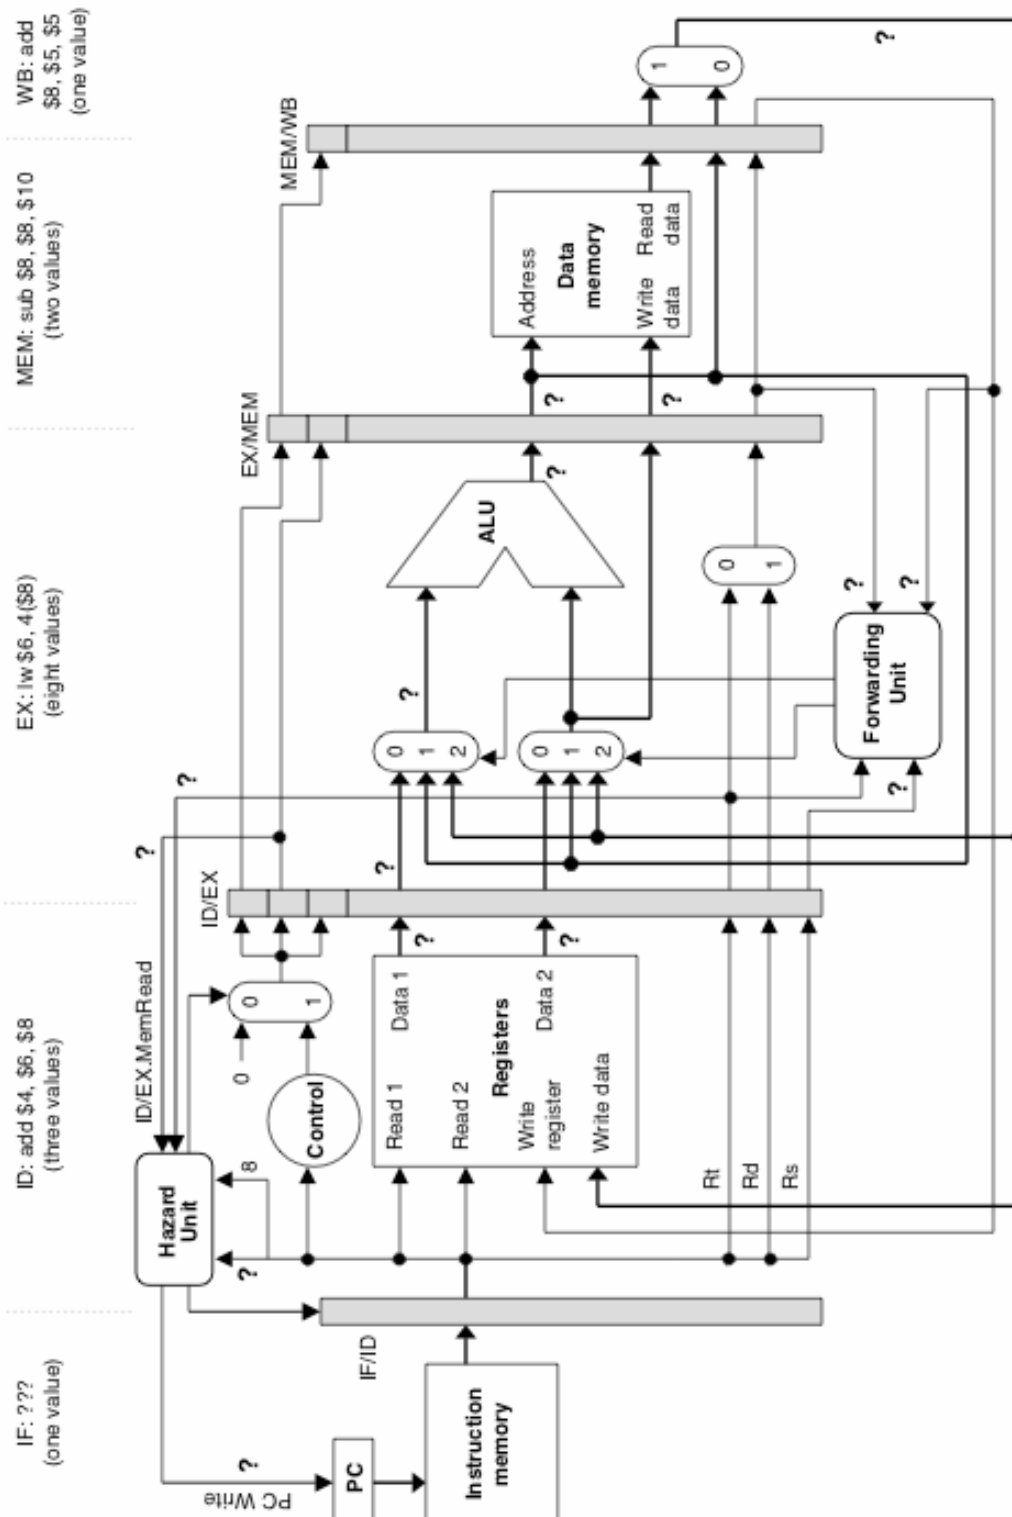 IF: ???
(one value)
ID: add $4, $6, $8
(three values)
EX: lw $6, 4($8)
(eight values)
MEM: sub $8, $8, $10
(two values)
WB: add
$8, $5, $5
(one value)
PC Write
?
PC
Instruction
memory
IF/ID
Hazard
Unit
?
8
ID/EX.MemRead
?
?
0
0
1
Control
ID/EX
Read 1
Data 1
Read 2
Registers
Write
register
Data 2
Write data
?
?
Rt
Rd
Rs
?
0
1
2
0
1
2
?
ALU
?
0
1
Forwarding
Unit
?
?
?
EX/MEM
?
?
Address
Data
memory
Write
data
Read
data
MEM/WB
1
0
?